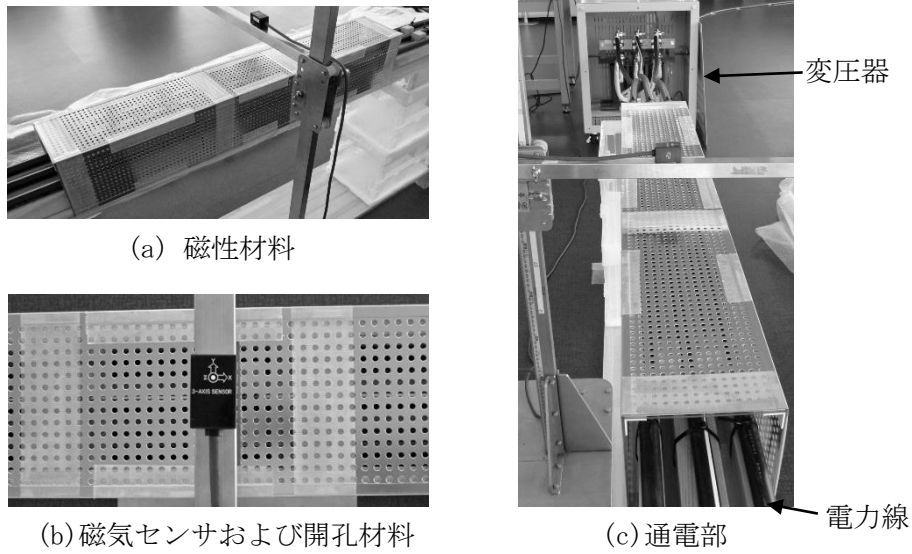 変圧器
(a) 磁性材料
Y
Z X
3-AXIS SENSOR
(b)磁気センサおよび開孔材料
(c)通電部
電力線